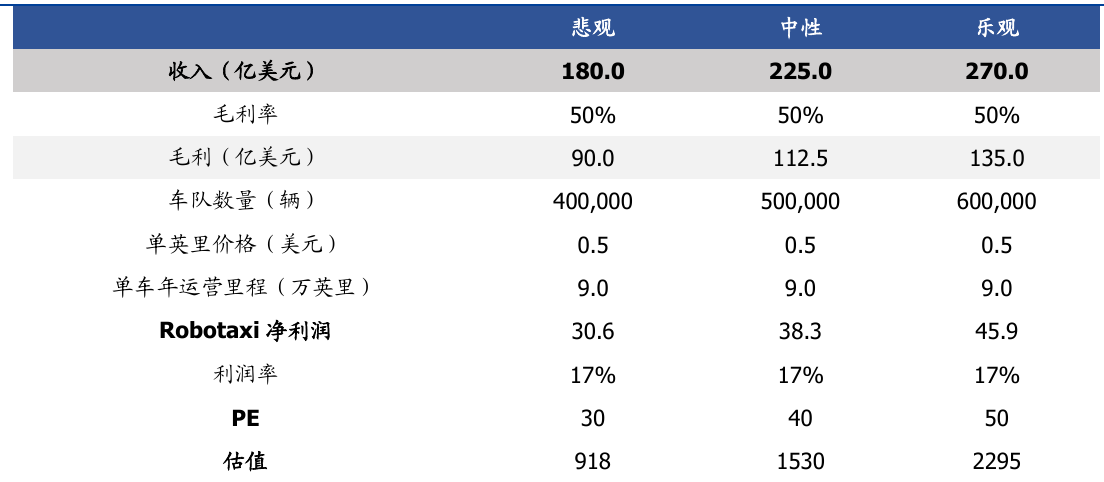 悲观 中性 乐观
收入（亿美元） 180.0 225.0 270.0
毛利率 50% 50% 50%
毛利（亿美元） 90.0 112.5 135.0
车队数量（辆） 400,000 500,000 600,000
单英里价格（美元） 0.5 0.5 0.5
单车年运营里程（万英里） 9.0 9.0 9.0
Robotaxi 净利润 30.6 38.3 45.9
利润率 17% 17% 17%
PE 30 40 50
估值 918 1530 2295